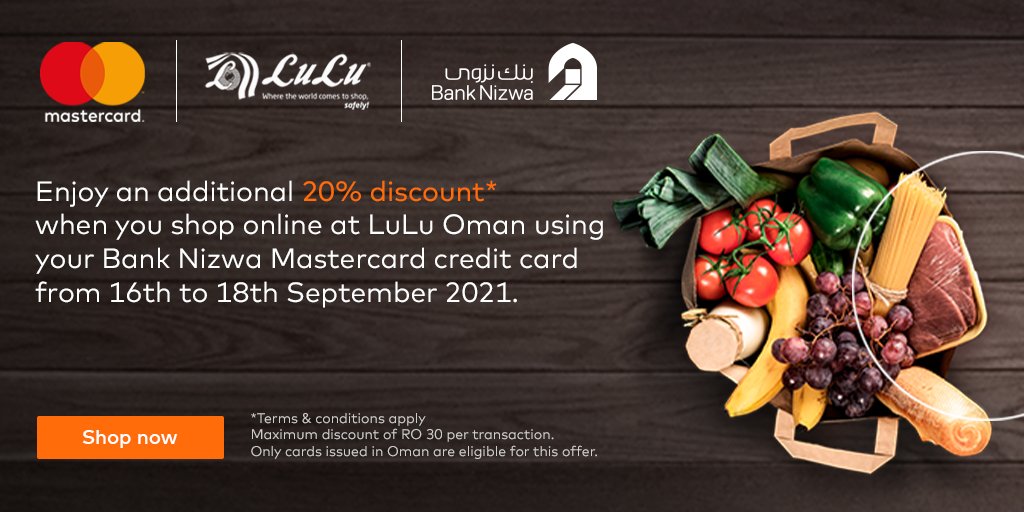 mastercard.
LuLu
Where the world comes to shop,
safely!
بنك نزوى
Bank Nizwa
Enjoy an additional 20% discount*
when you shop online at LuLu Oman using
your Bank Nizwa Mastercard credit card
from 16th to 18th September 2021.
Shop now
*Terms & conditions apply
Maximum discount of RO 30 per transaction.
Only cards issued in Oman are eligible for this offer.